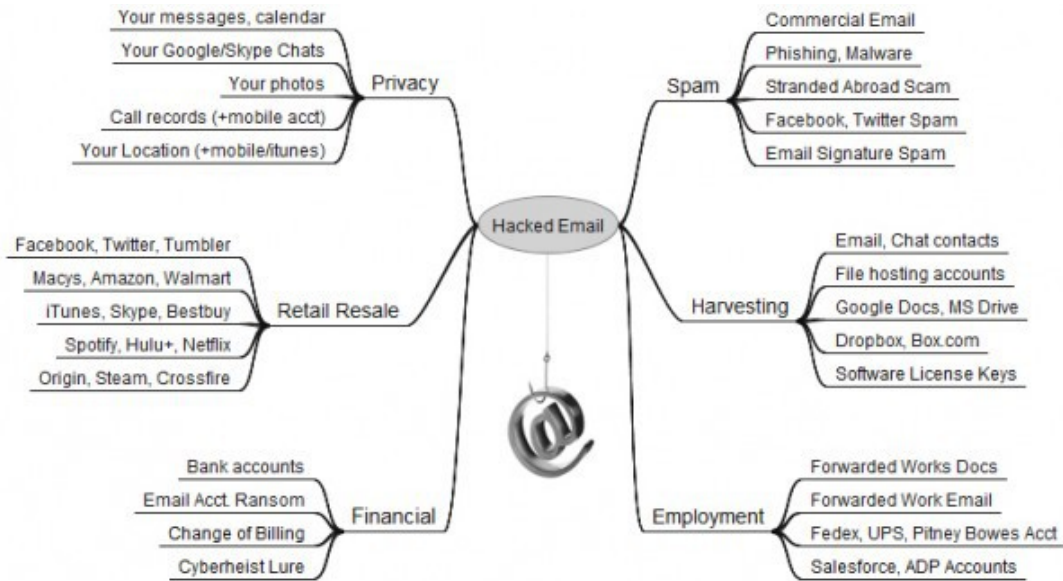 Your messages, calendar
Your Google/Skype Chats
Your photos
Call records (+mobile acct)
Your Location (+mobile/itunes)
Privacy
Facebook, Twitter, Tumbler
Macys, Amazon, Walmart
iTunes, Skype, Bestbuy
Spotify, Hulu+, Netflix
Origin, Steam, Crossfire
Retail Resale
Bank accounts
Email Acct. Ransom
Change of Billing
Cyberheist Lure
Financial
Hacked Email
@
Spam
Commercial Email
Phishing, Malware
Stranded Abroad Scam
Facebook, Twitter Spam
Email Signature Spam
Harvesting
Email, Chat contacts
File hosting accounts
Google Docs, MS Drive
Dropbox, Box.com
Software License Keys
Employment
Forwarded Works Docs
Forwarded Work Email
Fedex, UPS, Pitney Bowes Acct
Salesforce, ADP Accounts